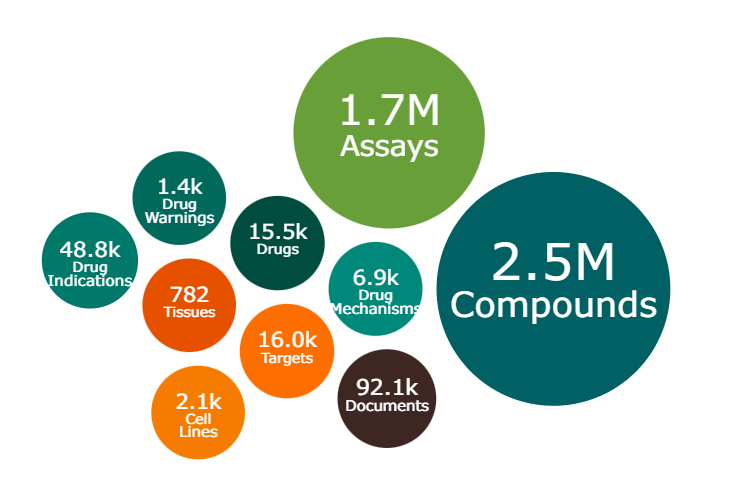 1.7M
Assays
1.4k
Drug
Warnings
15.5k
Drugs
48.8k
Drug
Indications
2.5M
Compounds
6.9k
Drug
Mechanisms
782
Tissues
16.0k
Targets
92.1k
Documents
2.1k
Cell
Lines